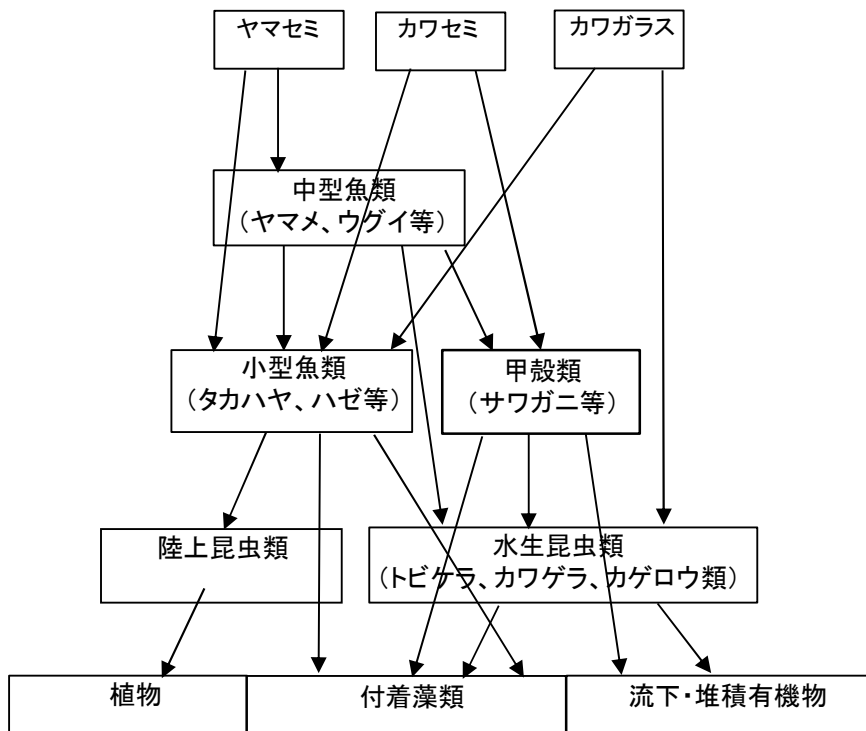 ヤマセミ
カワセミ
カワガラス
中型魚類
（ヤマメ、ウグイ等）
小型魚類
（タカハヤ、ハゼ等）
甲殻類
（サワガニ等）
陸上昆虫類
水生昆虫類
（トビケラ、カワゲラ、カゲロウ類）
植物
付着藻類
流下・堆積有機物